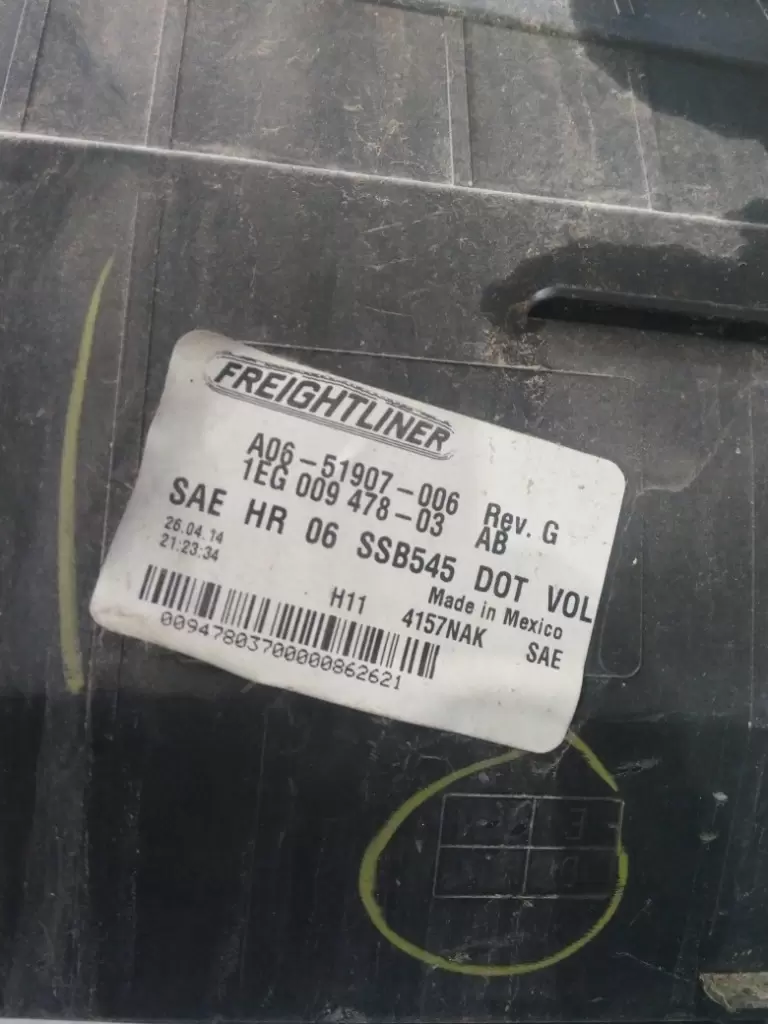 FREIGHTLINER
A06-51907-006 Rev. G
1EG 009 478-03 AB
SAE HR 06 SSB545 DOT VOL
26.04.14 Made in Mexico
21:23:34 H11 4157NAK SAE
00947803700000862621